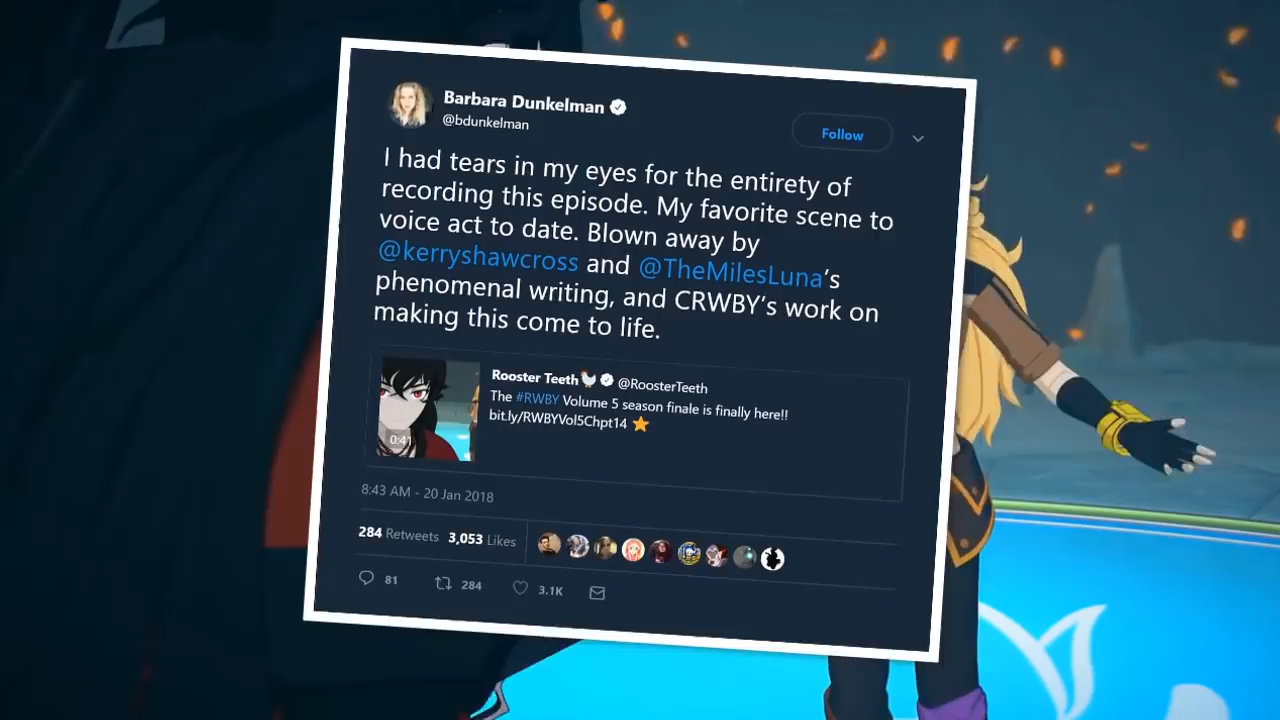 Barbara Dunkelman
@bdunkelman
Follow
I had tears in my eyes for the entirety of
recording this episode. My favorite scene to
voice act to date. Blown away by
@kerryshawcross and @TheMilesLuna's
phenomenal writing, and CRWBY's work on
making this come to life.
Rooster Teeth🐓 @RoosterTeeth
The #RWBY Volume 5 season finale is finally here!!
bit.ly/RWBYVol5Chpt14 ⭐
0:41
8:43 AM - 20 Jan 2018
284 Retweets 3,053 Likes
81 284 3.1K